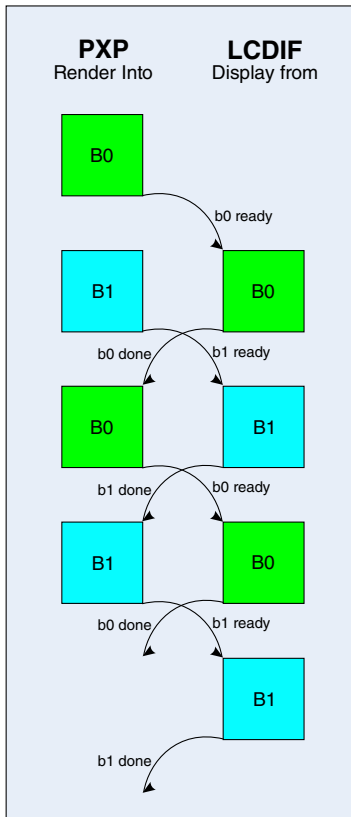 PXP LCDIF
Render Into Display from
B0
b0 ready
B1 B0
b0 done b1 ready
B0 B1
b1 done b0 ready
B1 B0
b0 done b1 ready
B1
b1 done